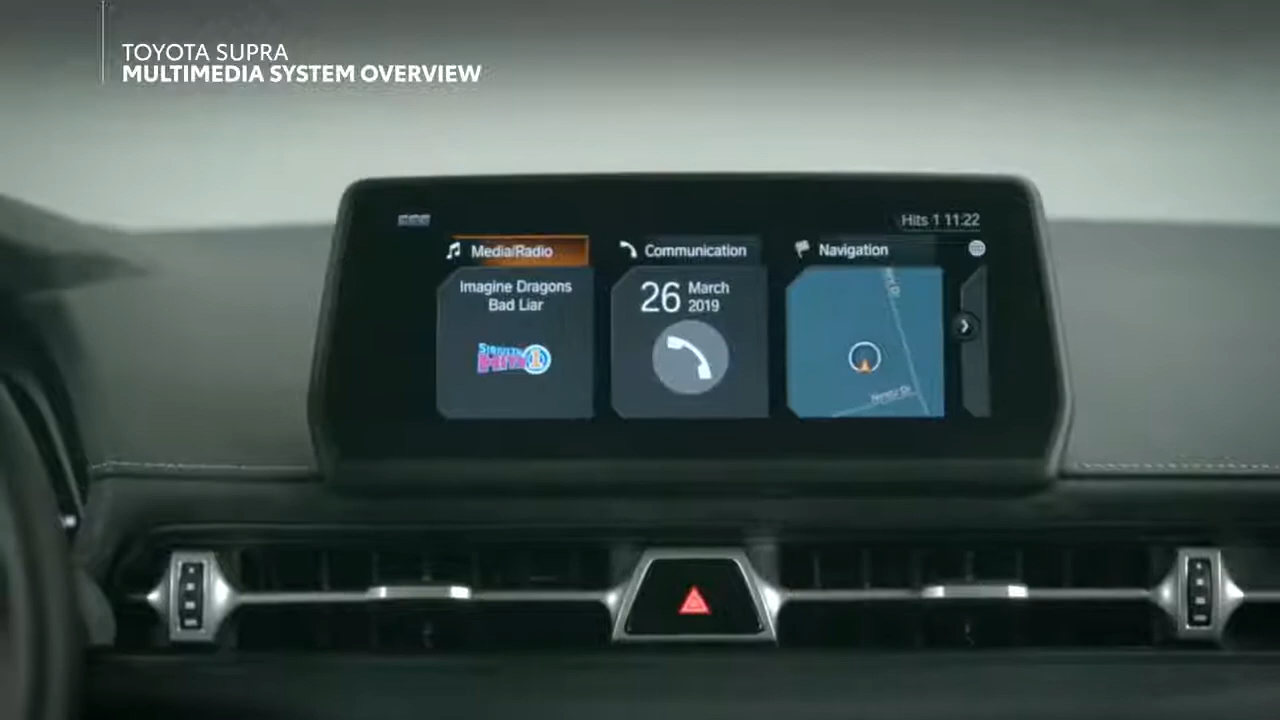 TOYOTA SUPRA
MULTIMEDIA SYSTEM OVERVIEW
Hits 1 11:22
Media/Radio
Communication
Navigation
Imagine Dragons
Bad Liar
26 March
2019
1